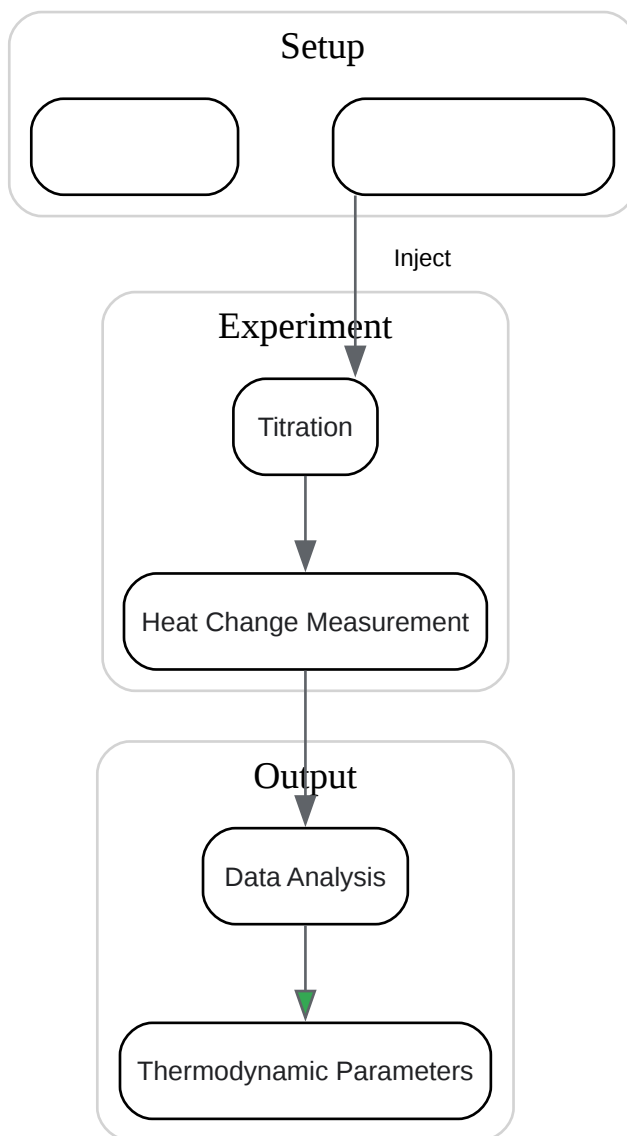 Setup
Inject
Experiment
Titration
Heat Change Measurement
Output
Data Analysis
Thermodynamic Parameters